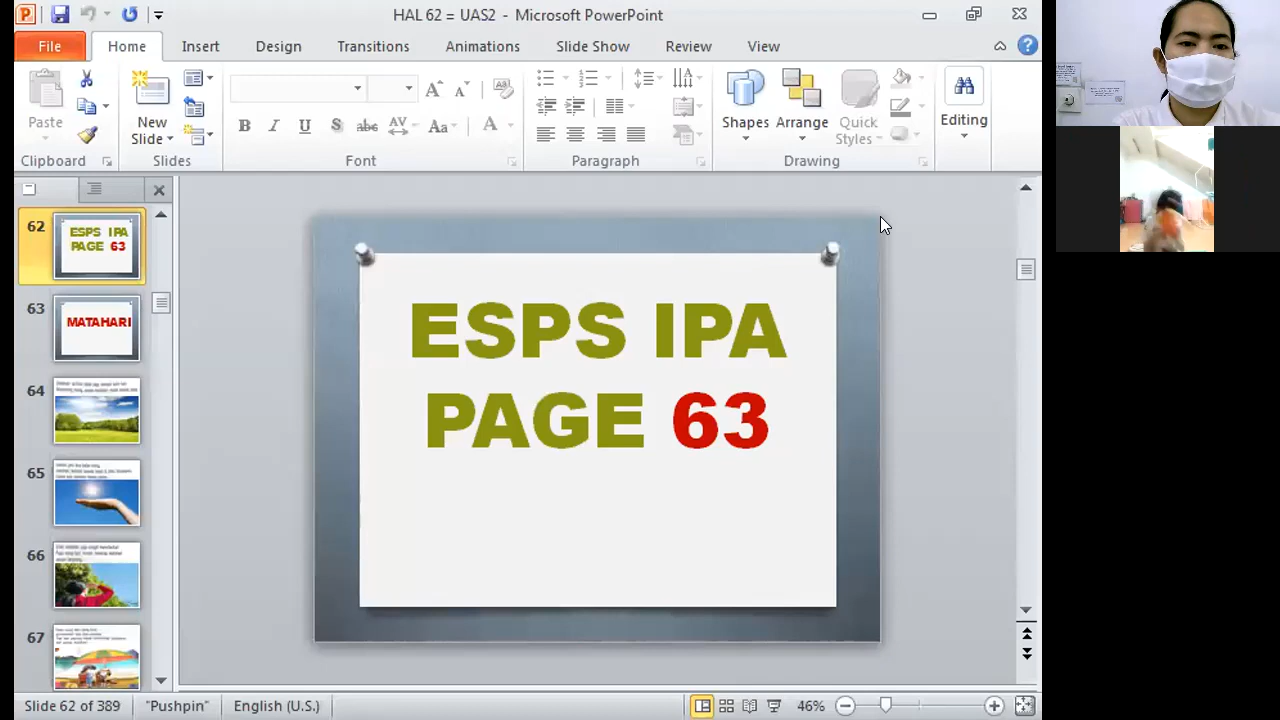 HAL 62 = UAS2 - Microsoft PowerPoint
File Home Insert Design Transitions Animations Slide Show Review View
Paste
New Slide
Shapes
Arrange
Quick Styles
Editing
Clipboard Slides Font Paragraph Drawing
62
ESPS IPA
PAGE 63
63
MATAHARI
64
65
66
67
ESPS IPA
PAGE 63
Slide 62 of 389
"Pushpin"
English (U.S.)
46%